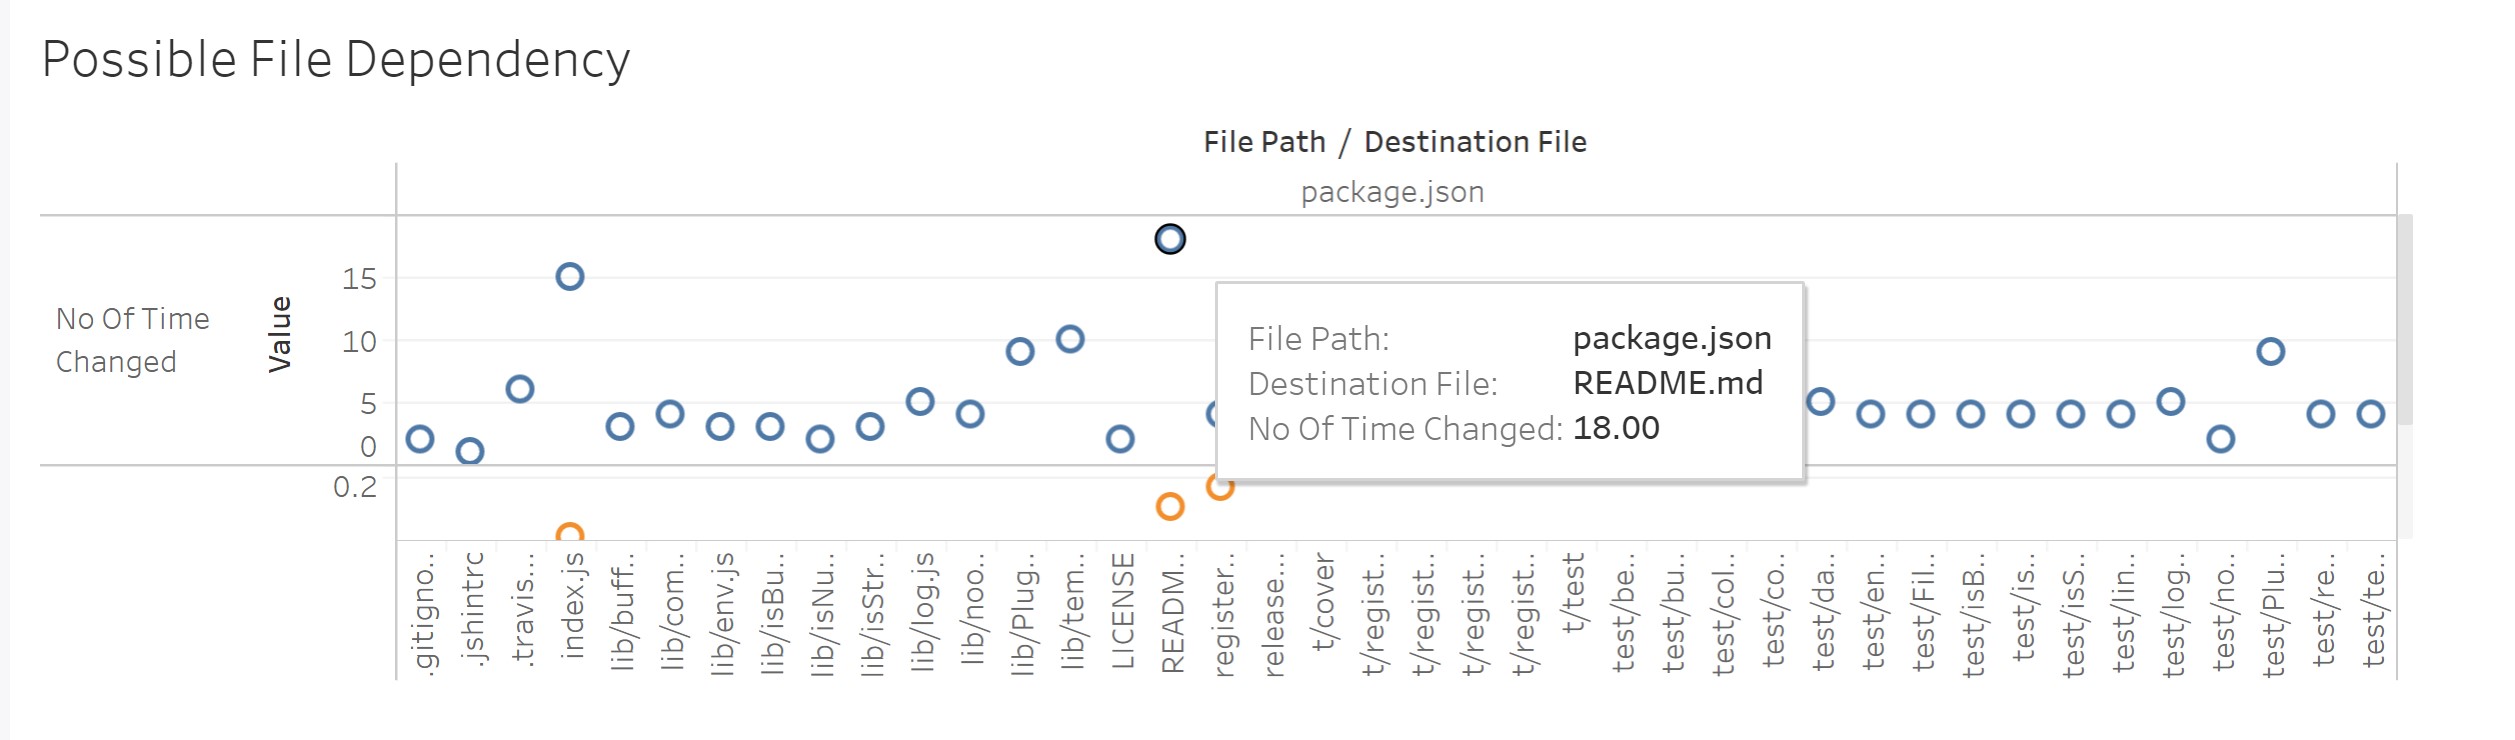 Possible File Dependency
File Path / Destination File
package.json
No Of Time
Changed
Value
15
10
5
0
0.2
File Path: package.json
Destination File: README.md
No Of Time Changed: 18.00
.gitigno..
.jshintrc
.travis...
index.js
lib/buff..
lib/com..
lib/env.js
lib/isBu..
lib/isNu..
lib/isStr..
lib/log.js
lib/noo..
lib/Plug..
lib/tem..
LICENSE
READM..
register..
release...
t/cover
t/regist..
t/regist..
t/regist..
t/regist..
t/test
test/be..
test/bu..
test/col..
test/co..
test/da..
test/en..
test/Fil..
test/isB..
test/is..
test/isS..
test/lin..
test/log..
test/no..
test/Plu..
test/re..
test/te..